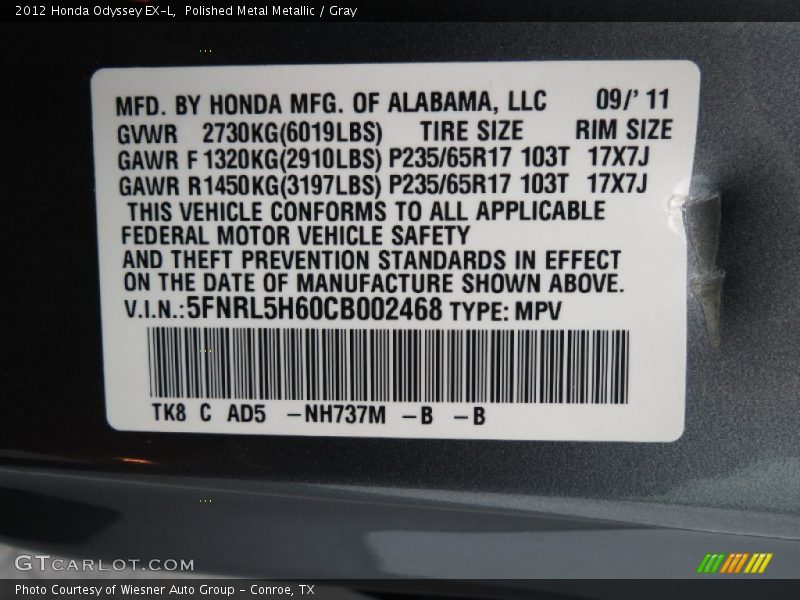 2012 Honda Odyssey EX-L, Polished Metal Metallic / Gray
MFD. BY HONDA MFG. OF ALABAMA, LLC 09/' 11
GVWR 2730KG(6019LBS) TIRE SIZE RIM SIZE
GAWR F 1320KG(2910LBS) P235/65R17 103T 17X7J
GAWR R1450KG(3197LBS) P235/65R17 103T 17X7J
THIS VEHICLE CONFORMS TO ALL APPLICABLE
FEDERAL MOTOR VEHICLE SAFETY
AND THEFT PREVENTION STANDARDS IN EFFECT
ON THE DATE OF MANUFACTURE SHOWN ABOVE.
V.I.N.:5FNRL5H60CB002468 TYPE: MPV
TK8 C AD5 –NH737M –B –B
GTCARLOT.COM
Photo Courtesy of Wiesner Auto Group - Conroe, TX